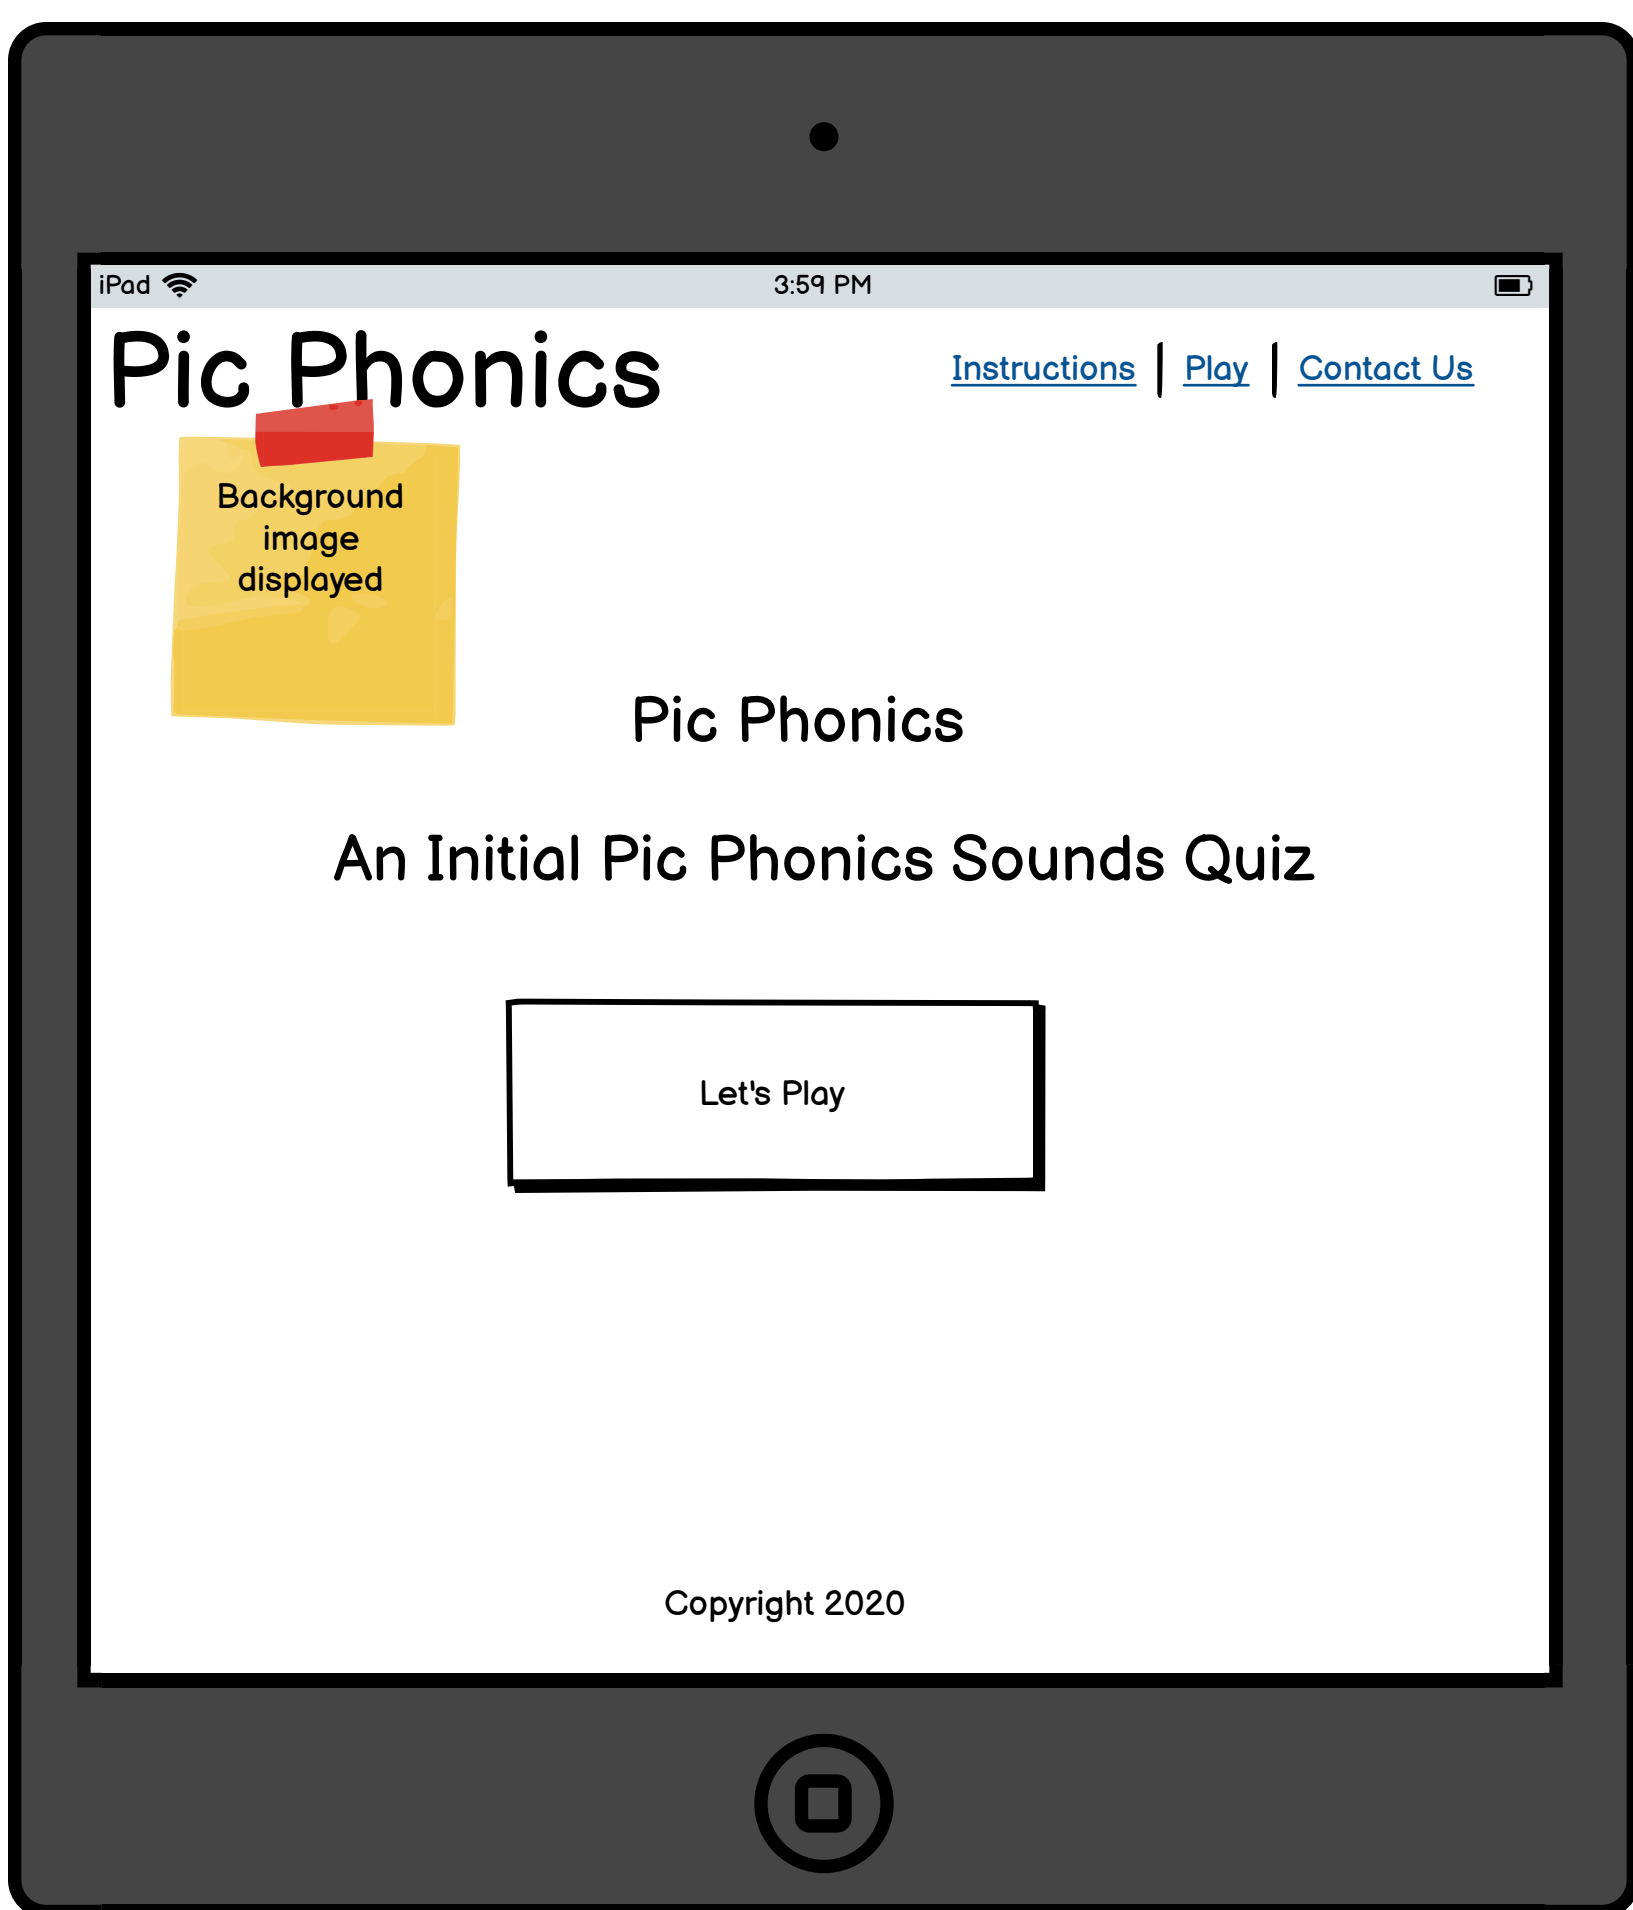 iPad
3:59 PM
Pic Phonics
Instructions
Play
Contact Us
Background
image
displayed
Pic Phonics
An Initial Pic Phonics Sounds Quiz
Let's Play
Copyright 2020